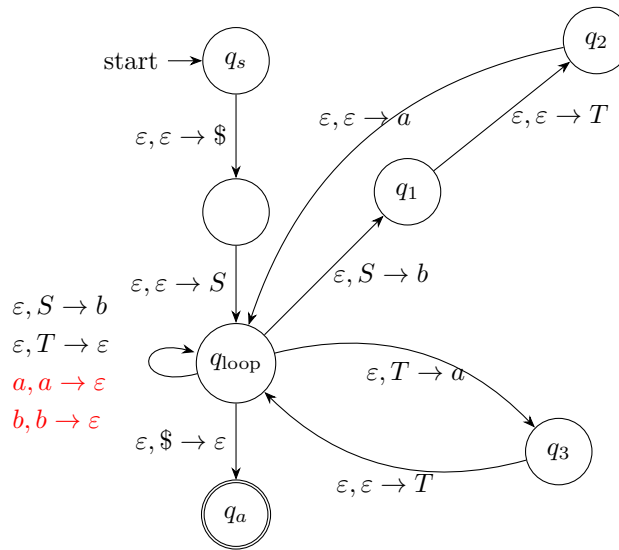 q_2
start q_s
ε, ε → a
ε, ε → T
ε, ε → $
q_1
ε, S → b
ε, ε → S
ε, S → b
ε, T → ε
q_loop
ε, T → a
a, a → ε
b, b → ε
ε, $ → ε
q_3
ε, ε → T
q_a